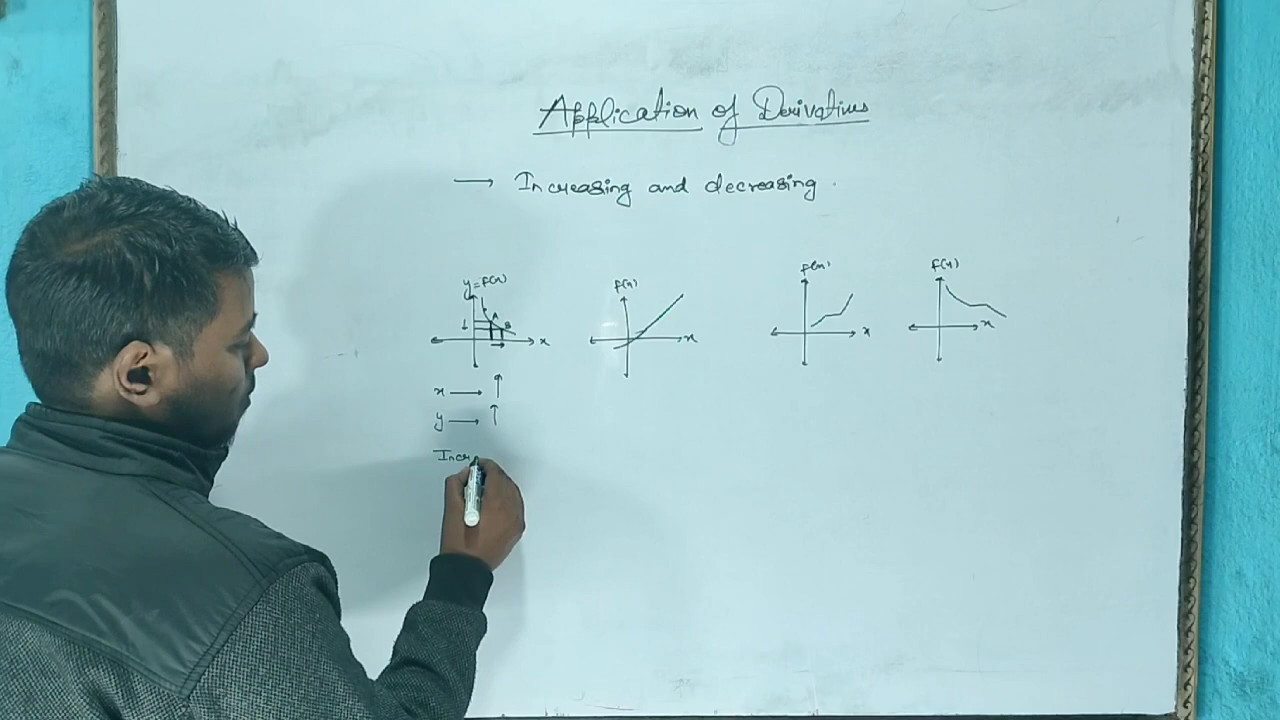 Application of Derivatives
→ Increasing and decreasing .
y=f(x) f(x) f(x) f(x)
A
B
x x x x
x → ↑
y → ↑
Incr